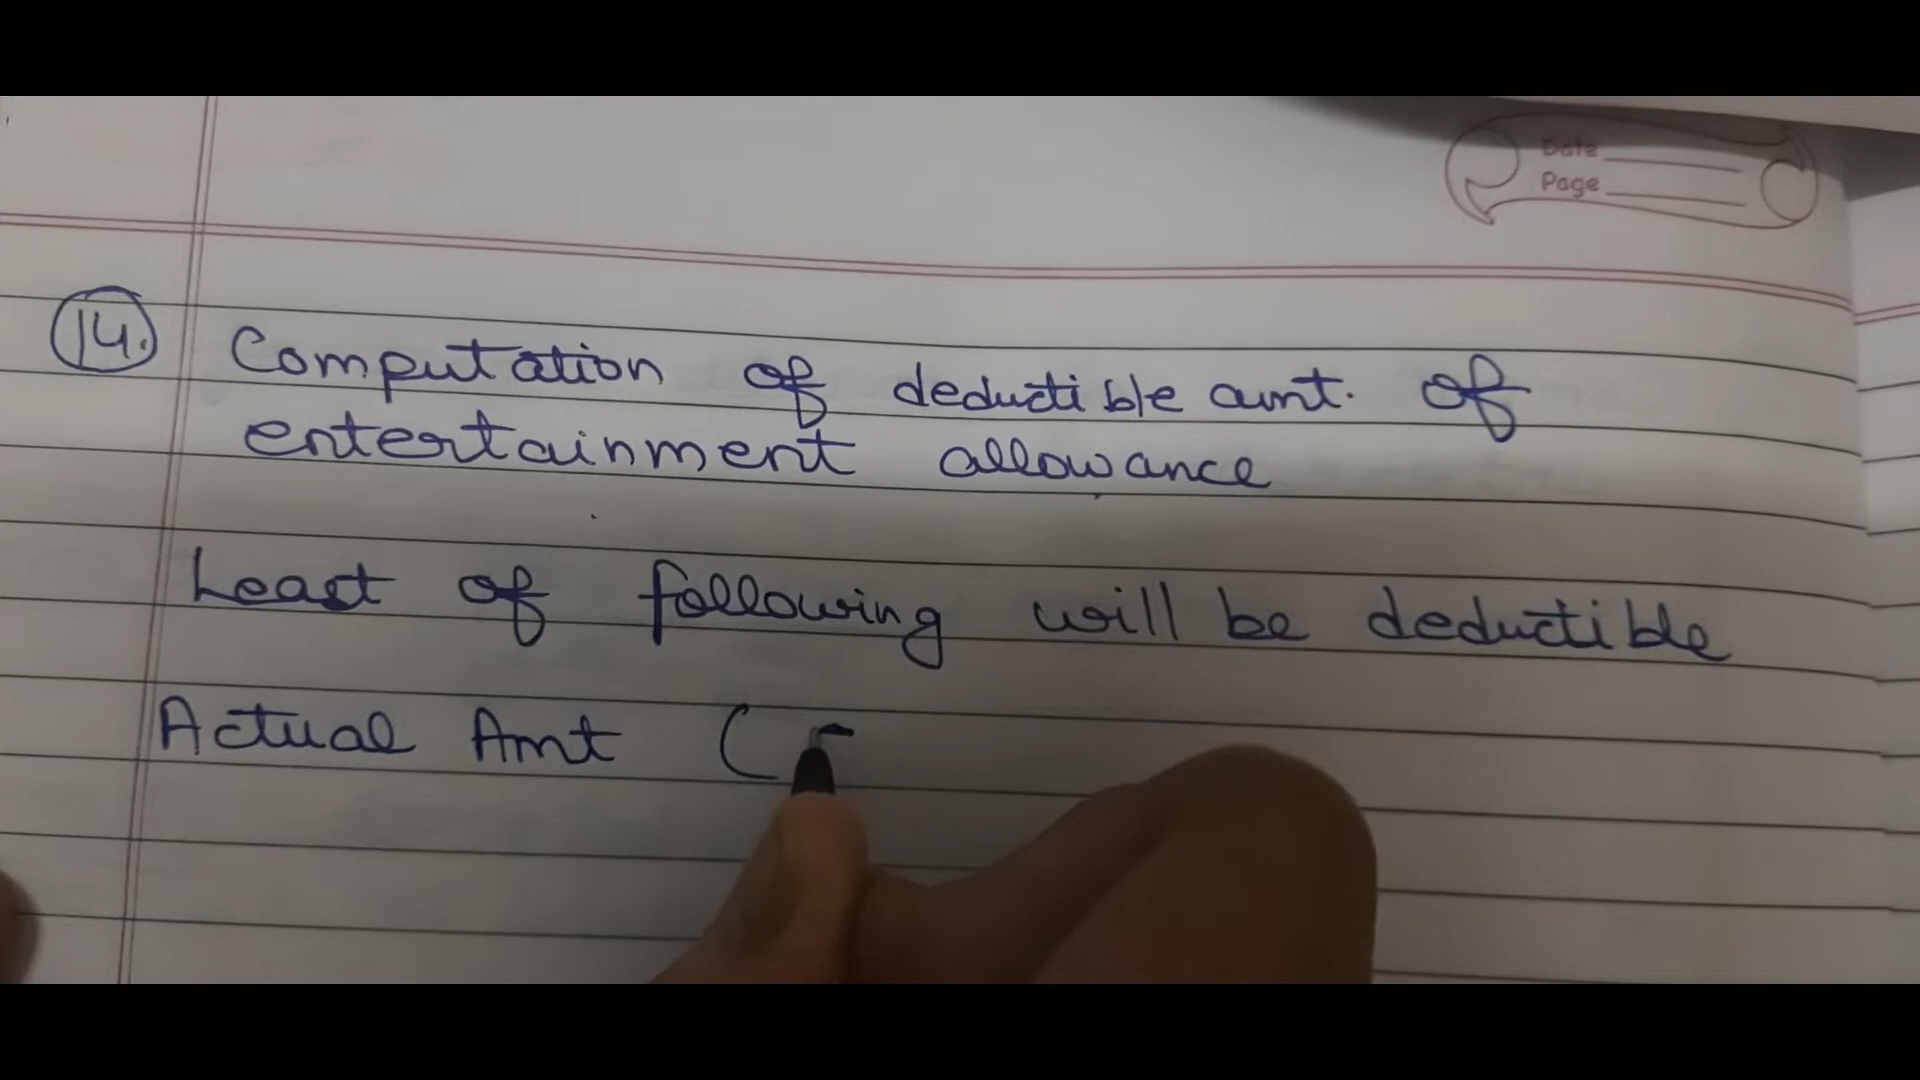 Date
Page
14. Computation of deductible amt. of
entertainment allowance
Least of following will be deductible
Actual Amt (